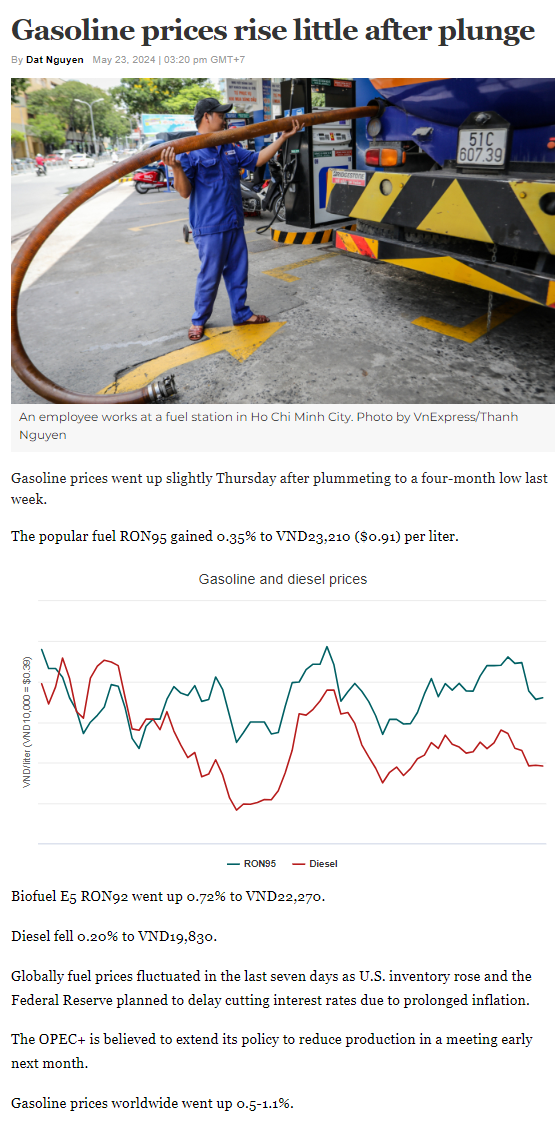 Gasoline prices rise little after plunge
By Dat Nguyen May 23, 2024 | 03:20 pm GMT+7
51C
607.39
BRIDGESTONE
An employee works at a fuel station in Ho Chi Minh City. Photo by VnExpress/Thanh
Nguyen
Gasoline prices went up slightly Thursday after plummeting to a four-month low last
week.
The popular fuel RON95 gained 0.35% to VND23,210 ($0.91) per liter.
Gasoline and diesel prices
VND/liter (VND10,000 = $0.39)
RON95 Diesel
Biofuel E5 RON92 went up 0.72% to VND22,270.
Diesel fell 0.20% to VND19,830.
Globally fuel prices fluctuated in the last seven days as U.S. inventory rose and the
Federal Reserve planned to delay cutting interest rates due to prolonged inflation.
The OPEC+ is believed to extend its policy to reduce production in a meeting early
next month.
Gasoline prices worldwide went up 0.5-1.1%.